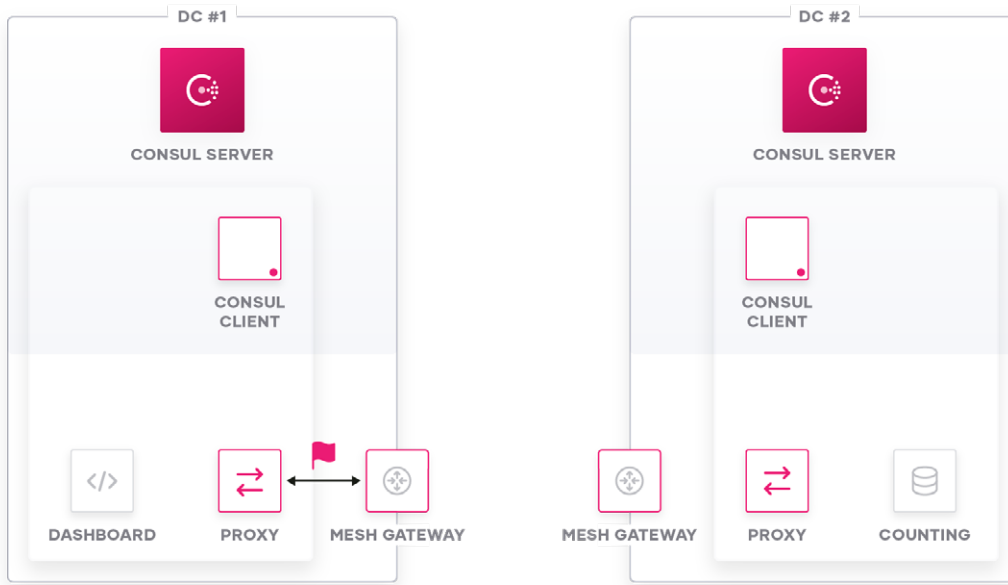 DC #1
DC #2
CONSUL SERVER
CONSUL SERVER
CONSUL
CLIENT
CONSUL
CLIENT
DASHBOARD
PROXY
MESH GATEWAY
MESH GATEWAY
PROXY
COUNTING